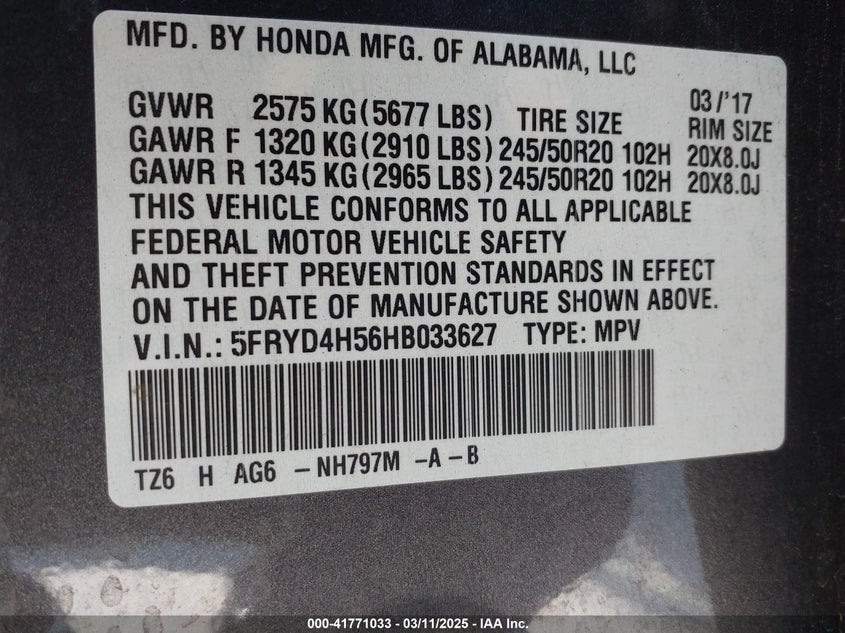 MFD. BY HONDA MFG. OF ALABAMA, LLC
03/'17
GVWR 2575 KG (5677 LBS) TIRE SIZE RIM SIZE
GAWR F 1320 KG (2910 LBS) 245/50R20 102H 20X8.0J
GAWR R 1345 KG (2965 LBS) 245/50R20 102H 20X8.0J
THIS VEHICLE CONFORMS TO ALL APPLICABLE
FEDERAL MOTOR VEHICLE SAFETY
AND THEFT PREVENTION STANDARDS IN EFFECT
ON THE DATE OF MANUFACTURE SHOWN ABOVE.
V.I.N.: 5FRYD4H56HB033627 TYPE: MPV
TZ6 H AG6 -NH797M -A-B
000-41771033 - 03/11/2025 - IAA Inc.